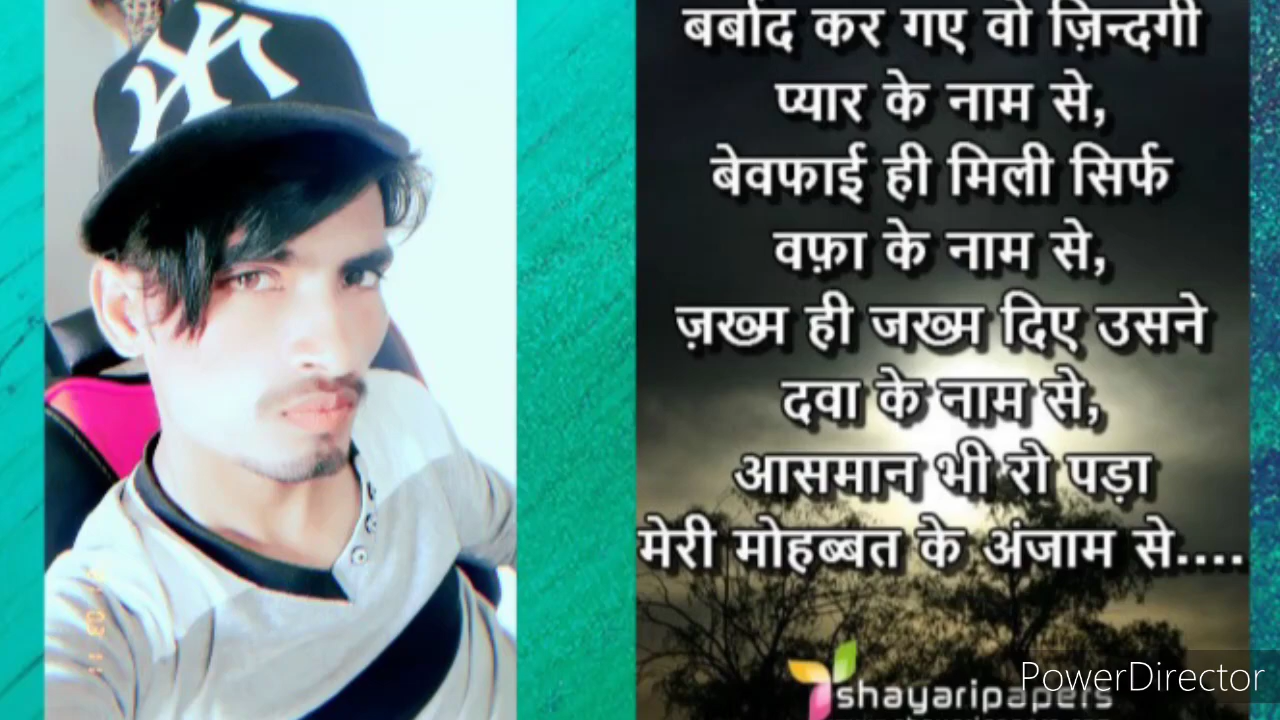 बर्बाद कर गए वो ज़िन्दगी
प्यार के नाम से,
बेवफाई ही मिली सिर्फ
वफ़ा के नाम से,
ज़ख्म ही जख्म दिए उसने
दवा के नाम से,
आसमान भी रो पड़ा
मेरी मोहब्बत के अंजाम से....
shayaripapers
PowerDirector